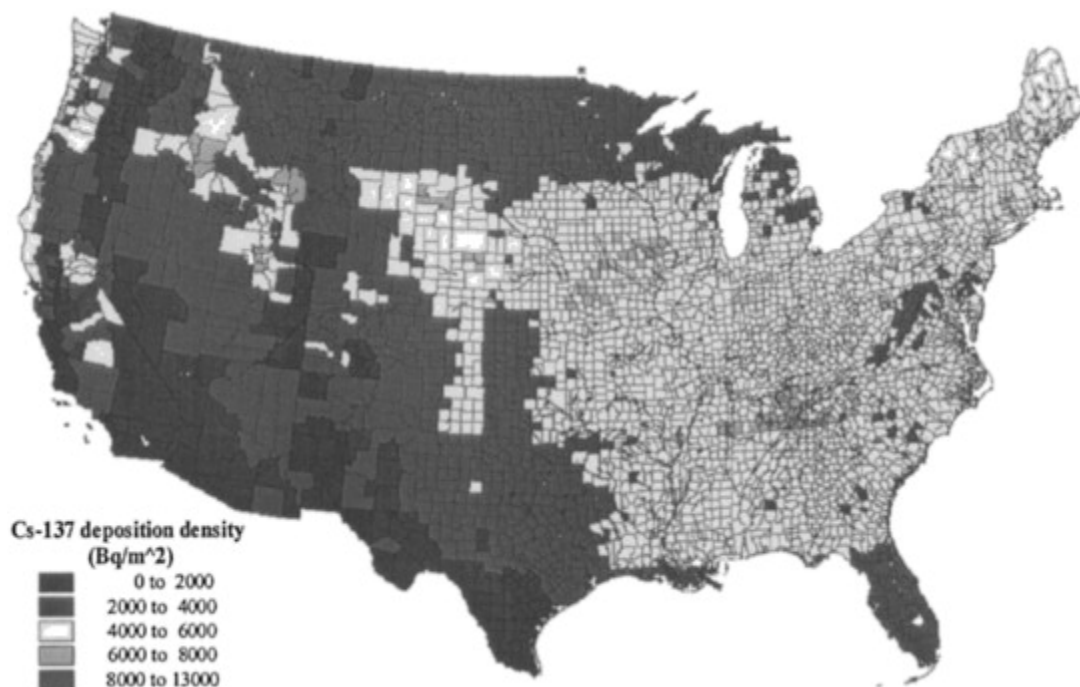 Cs-137 deposition density
(Bq/m^2)
0 to 2000
2000 to 4000
4000 to 6000
6000 to 8000
8000 to 13000